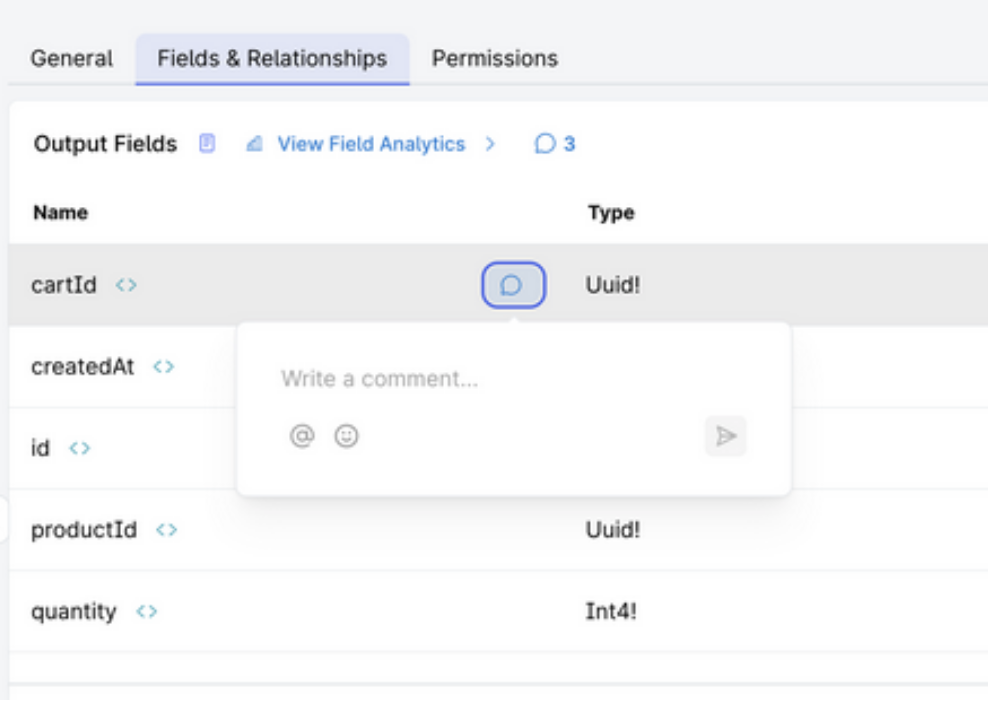 General Fields & Relationships Permissions
Output Fields View Field Analytics > 3
Name Type
cartId <> Uuid!
Write a comment...
@
createdAt <>
id <>
productId <> Uuid!
quantity <> Int4!